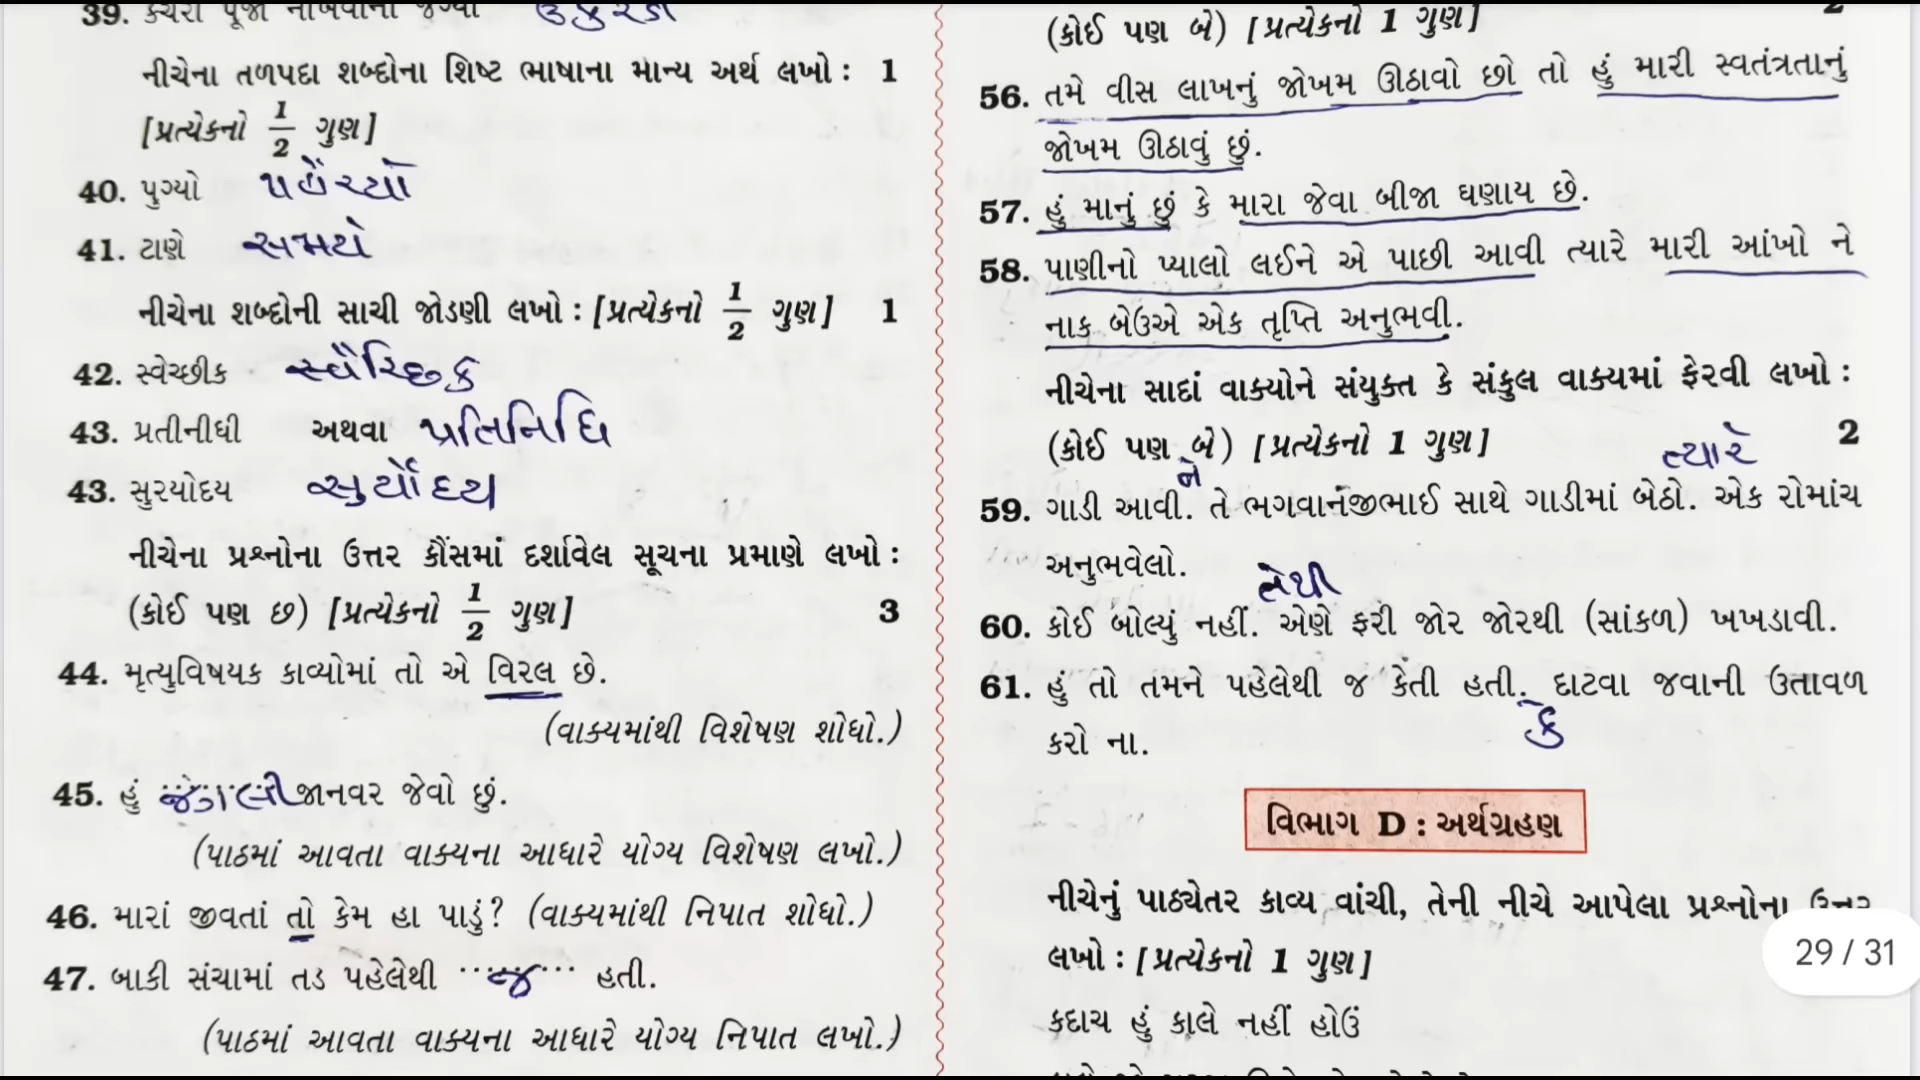 39. કચરો પૂંજો નાખવાની જગ્યા ઉકરડો
નીચેના તળપદા શબ્દોના શિષ્ટ ભાષાના માન્ય અર્થ લખો : 1
[પ્રત્યેકનો 1/2 ગુણ]
40. પુગ્યો પહોંચ્યો
41. ટાણે સમયે
નીચેના શબ્દોની સાચી જોડણી લખો : [પ્રત્યેકનો 1/2 ગુણ] 1
42. સ્વેચ્છીક સ્વૈચ્છિક
43. પ્રતીનીધી અથવા પ્રતિનિધિ
43. સુરયોદય સુર્યોદય
નીચેના પ્રશ્નોના ઉત્તર કૌંસમાં દર્શાવેલ સૂચના પ્રમાણે લખો :
(કોઈ પણ છ) [પ્રત્યેકનો 1/2 ગુણ] 3
44. મૃત્યુવિષયક કાવ્યોમાં તો એ વિરલ છે.
(વાક્યમાંથી વિશેષણ શોધો.)
45. હું જંગલી જાનવર જેવો છું.
(પાઠમાં આવતા વાક્યના આધારે યોગ્ય વિશેષણ લખો.)
46. મારાં જીવતાં તો કેમ હા પાડું? (વાક્યમાંથી નિપાત શોધો.)
47. બાકી સંચામાં તડ પહેલેથી ... જ ... હતી.
(પાઠમાં આવતા વાક્યના આધારે યોગ્ય નિપાત લખો.)
2
(કોઈ પણ બે) [પ્રત્યેકનો 1 ગુણ]
56. તમે વીસ લાખનું જોખમ ઊઠાવો છો તો હું મારી સ્વતંત્રતાનું
જોખમ ઊઠાવું છું.
57. હું માનું છું કે મારા જેવા બીજા ઘણાય છે.
58. પાણીનો પ્યાલો લઈને એ પાછી આવી ત્યારે મારી આંખો ને
નાક બેઉએ એક તૃપ્તિ અનુભવી.
નીચેના સાદાં વાક્યોને સંયુક્ત કે સંકુલ વાક્યમાં ફેરવી લખો :
(કોઈ પણ બે) [પ્રત્યેકનો 1 ગુણ] 2
ને ત્યારે
59. ગાડી આવી. તે ભગવાનજીભાઈ સાથે ગાડીમાં બેઠો. એક રોમાંચ
અનુભવેલો.
તેથી
60. કોઈ બોલ્યું નહીં. એણે ફરી જોર જોરથી (સાંકળ) ખખડાવી.
61. હું તો તમને પહેલેથી જ કેંતી હતી. દાટવા જવાની ઉતાવળ
કે
કરો ના.
વિભાગ D : અર્થગ્રહણ
નીચેનું પાઠ્યેતર કાવ્ય વાંચી, તેની નીચે આપેલા પ્રશ્નોના ઉત્તર
લખો : [પ્રત્યેકનો 1 ગુણ]
29 / 31
કદાચ હું કાલે નહીં હોઉં